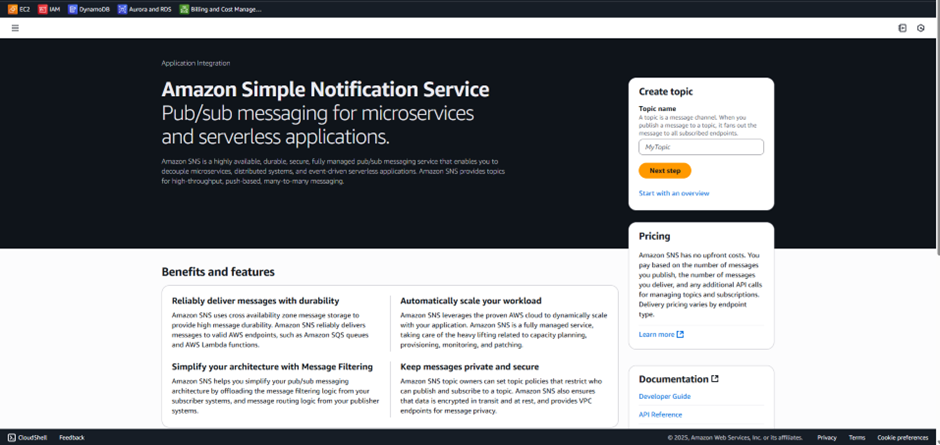 EC2 IAM DynamoDB Aurora and RDS Billing and Cost Manage...
Application Integration
Amazon Simple Notification Service
Pub/sub messaging for microservices
and serverless applications.
Amazon SNS is a highly available, durable, secure, fully managed pub/sub messaging service that enables you to
decouple microservices, distributed systems, and event-driven serverless applications. Amazon SNS provides topics
for high-throughput, push-based, many-to-many messaging.
Create topic
Topic name
A topic is a message channel. When you
publish a message to a topic, it fans out the
message to all subscribed endpoints.
MyTopic
Next step
Start with an overview
Pricing
Amazon SNS has no upfront costs. You
pay based on the number of messages
you publish, the number of messages
you deliver, and any additional API calls
for managing topics and subscriptions.
Delivery pricing varies by endpoint
type.
Learn more
Benefits and features
Reliably deliver messages with durability
Amazon SNS uses cross availability zone message storage to
provide high message durability. Amazon SNS reliably delivers
messages to valid AWS endpoints, such as Amazon SQS queues
and AWS Lambda functions.
Automatically scale your workload
Amazon SNS leverages the proven AWS cloud to dynamically scale
with your application. Amazon SNS is a fully managed service,
taking care of the heavy lifting related to capacity planning,
provisioning, monitoring, and patching.
Simplify your architecture with Message Filtering
Amazon SNS helps you simplify your pub/sub messaging
architecture by offloading the message filtering logic from your
subscriber systems, and message routing logic from your publisher
systems.
Keep messages private and secure
Amazon SNS topic owners can set topic policies that restrict who
can publish and subscribe to a topic. Amazon SNS also ensures
that data is encrypted in transit and at rest, and provides VPC
endpoints for message privacy.
Documentation
Developer Guide
API Reference
CloudShell Feedback © 2025, Amazon Web Services, Inc. or its affiliates. Privacy Terms Cookie preferences